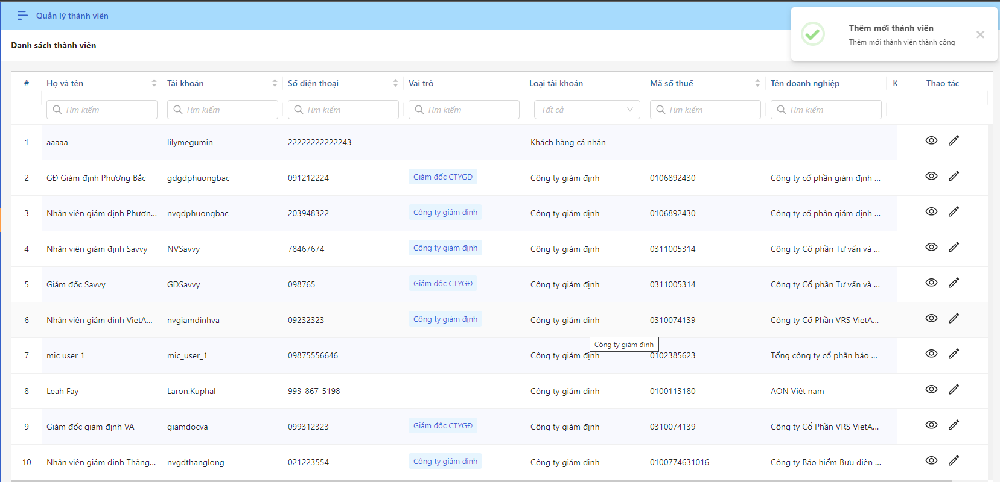 Quản lý thành viên
Thêm mới thành viên
Thêm mới thành viên thành công
Danh sách thành viên
# Họ và tên Tài khoản Số điện thoại Vai trò Loại tài khoản Mã số thuế Tên doanh nghiệp K Thao tác
Tìm kiếm Tìm kiếm Tìm kiếm Tìm kiếm Tất cả Tìm kiếm Tìm kiếm
1 aaaaa lilymegumin 22222222222243 Khách hàng cá nhân
2 GĐ Giám định Phương Bắc gdgdphuongbac 091212224 Giám đốc CTYGĐ Công ty giám định 0106892430 Công ty cố phần giám định ...
3 Nhân viên giám định Phươn... nvgdphuongbac 203948322 Công ty giám định Công ty giám định 0106892430 Công ty cố phần giám định ...
4 Nhân viên giám định Savvy NVSavvy 78467674 Công ty giám định Công ty giám định 0311005314 Công ty Cổ phần Tư vấn và ...
5 Giám đốc Savvy GDSavvy 098765 Giám đốc CTYGĐ Công ty giám định 0311005314 Công ty Cổ phần Tư vấn và ...
6 Nhân viên giám định VietA... nvgiamdinhva 09232323 Công ty giám định Công ty giám định 0310074139 Công ty Cổ Phần VRS VietA...
Công ty giám định
7 mic user 1 mic_user_1 09875556646 Công ty giám định 0102385623 Tổng công ty cổ phần bảo ...
8 Leah Fay Laron.Kuphal 993-867-5198 Công ty giám định 0100113180 AON Việt nam
9 Giám đốc giám định VA giamdocva 099312323 Giám đốc CTYGĐ Công ty giám định 0310074139 Công ty Cổ Phần VRS VietA...
10 Nhân viên giám định Thăng... nvgdthanglong 021223554 Công ty giám định Công ty giám định 0100774631016 Công ty Bảo hiểm Bưu điện ...